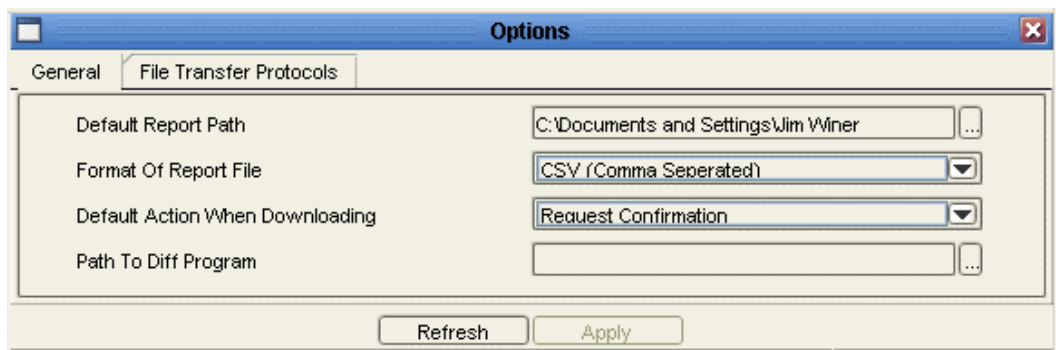 Options
General File Transfer Protocols
Default Report Path C:\Documents and Settings\Jim Winer ...
Format Of Report File CSV (Comma Seperated)
Default Action When Downloading Request Confirmation
Path To Diff Program ...
Refresh Apply